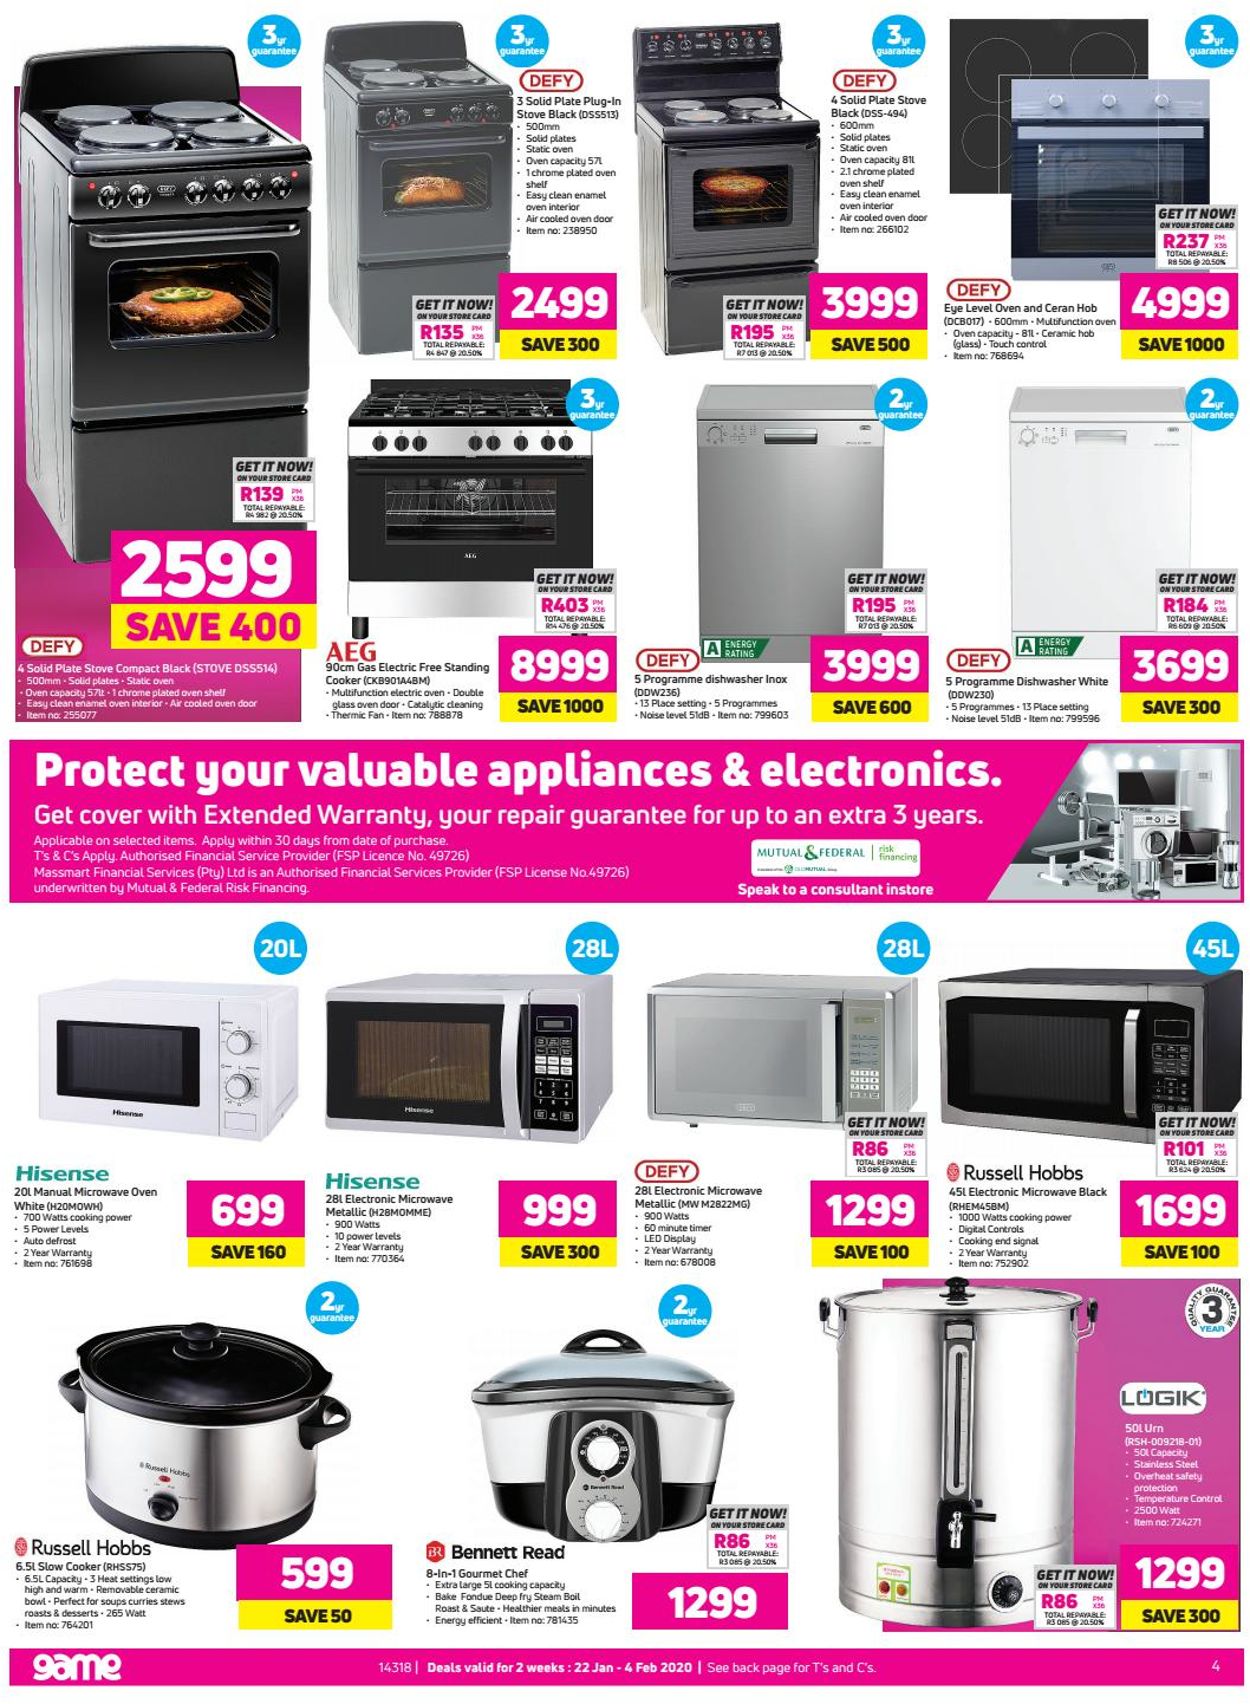 3yr guarantee
GET IT NOW!
ON YOUR STORE CARD
R139 PM X36
TOTAL REPAYABLE:
R4 982 @ 20.50%
2599
SAVE 400
DEFY
4 Solid Plate Stove Compact Black (STOVE DSS514)
• 500mm • Solid plates • Static oven
• Oven capacity 57lt • 1 chrome plated oven shelf
• Easy clean enamel oven interior • Air cooled oven door
• Item no: 255077
3yr guarantee
DEFY
3 Solid Plate Plug-In
Stove Black (DSS513)
• 500mm
• Solid plates
• Static oven
• Oven capacity 57l
• 1 chrome plated oven
shelf
• Easy clean enamel
oven interior
• Air cooled oven door
• Item no: 238950
GET IT NOW!
ON YOUR STORE CARD
R135 PM X36
TOTAL REPAYABLE:
R4 847 @ 20.50%
2499
SAVE 300
3yr guarantee
DEFY
4 Solid Plate Stove
Black (DSS-494)
• 600mm
• Solid plates
• Static oven
• Oven capacity 81l
• 2.1 chrome plated
oven shelf
• Easy clean enamel
oven interior
• Air cooled oven door
• Item no: 266102
GET IT NOW!
ON YOUR STORE CARD
R195 PM X36
TOTAL REPAYABLE:
R7 013 @ 20.50%
3999
SAVE 500
3yr guarantee
GET IT NOW!
ON YOUR STORE CARD
R237 PM X36
TOTAL REPAYABLE:
R8 506 @ 20.50%
DEFY
Eye Level Oven and Ceran Hob
(DCB017) • 600mm • Multifunction oven
• Oven capacity - 81L • Ceramic hob
(glass) • Touch control
• Item no: 768694
4999
SAVE 1000
3yr guarantee
AEG
GET IT NOW!
ON YOUR STORE CARD
R403 PM X36
TOTAL REPAYABLE:
R14 476 @ 20.50%
AEG
90cm Gas Electric Free Standing
Cooker (CKB901A4BM)
• Multifunction electric oven • Double
glass oven door • Catalytic cleaning
• Thermic Fan • Item no: 788878
8999
SAVE 1000
2yr guarantee
GET IT NOW!
ON YOUR STORE CARD
R195 PM X36
TOTAL REPAYABLE:
R7 013 @ 20.50%
A ENERGY RATING
DEFY
5 Programme dishwasher Inox
(DDW236)
• 13 Place setting • 5 Programmes
• Noise level 51dB • Item no: 799603
3999
SAVE 600
2yr guarantee
GET IT NOW!
ON YOUR STORE CARD
R184 PM X36
TOTAL REPAYABLE:
R6 609 @ 20.50%
A ENERGY RATING
DEFY
5 Programme Dishwasher White
(DDW230)
• 5 Programmes • 13 Place setting
• Noise level 51dB • Item no: 799596
3699
SAVE 300
Protect your valuable appliances & electronics.
Get cover with Extended Warranty, your repair guarantee for up to an extra 3 years.
Applicable on selected items. Apply within 30 days from date of purchase.
T's & C's Apply. Authorised Financial Service Provider (FSP Licence No. 49726)
Massmart Financial Services (Pty) Ltd is an Authorised Financial Services Provider (FSP License No.49726)
underwritten by Mutual & Federal Risk Financing.
MUTUAL & FEDERAL risk financing
OLDMUTUAL
Speak to a consultant instore
20L
Hisense
Hisense
20l Manual Microwave Oven
White (H20MOWH)
• 700 Watts cooking power
• 5 Power Levels
• Auto defrost
• 2 Year Warranty
• Item no: 761698
699
SAVE 160
28L
Hisense
Hisense
28l Electronic Microwave
Metallic (H28MOMME)
• 900 Watts
• 10 power levels
• 2 Year Warranty
• Item no: 770364
999
SAVE 300
28L
GET IT NOW!
ON YOUR STORE CARD
R86 PM X36
TOTAL REPAYABLE:
R3 085 @ 20.50%
DEFY
28l Electronic Microwave
Metallic (MW M2822MG)
• 900 Watts
• 60 minute timer
• LED Display
• 2 Year Warranty
• Item no: 678008
1299
SAVE 100
45L
GET IT NOW!
ON YOUR STORE CARD
R101 PM X36
TOTAL REPAYABLE:
R3 624 @ 20.50%
Russell Hobbs
45l Electronic Microwave Black
(RHEM45BM)
• 1000 Watts cooking power
• Digital Controls
• Cooking end signal
• 2 Year Warranty
• Item no: 752902
1699
SAVE 100
2yr guarantee
Russell Hobbs
Russell Hobbs
6.5l Slow Cooker (RHSS75)
• 6.5L Capacity • 3 Heat settings low
high and warm • Removable ceramic
bowl • Perfect for soups curries stews
roasts & desserts • 265 Watt
• Item no: 764201
599
SAVE 50
2yr guarantee
Bennett Read
GET IT NOW!
ON YOUR STORE CARD
R86 PM X36
TOTAL REPAYABLE:
R3 085 @ 20.50%
BR Bennett Read
8-In-1 Gourmet Chef
• Extra large 5l cooking capacity
• Bake Fondue Deep fry Steam Boil
Roast & Saute • Healthier meals in minutes
• Energy efficient • Item no: 781435
1299
QUALITY GUARANTEE
3
YEAR
LOGIK
50l Urn
(RSH-009218-01)
• 50l Capacity
• Stainless Steel
• Overheat safety
protection
• Temperature Control
• 2500 Watt
• Item no: 724271
GET IT NOW!
ON YOUR STORE CARD
R86 PM X36
TOTAL REPAYABLE:
R3 085 @ 20.50%
1299
SAVE 300
game
14318 | Deals valid for 2 weeks : 22 Jan - 4 Feb 2020 | See back page for T's and C's.
4